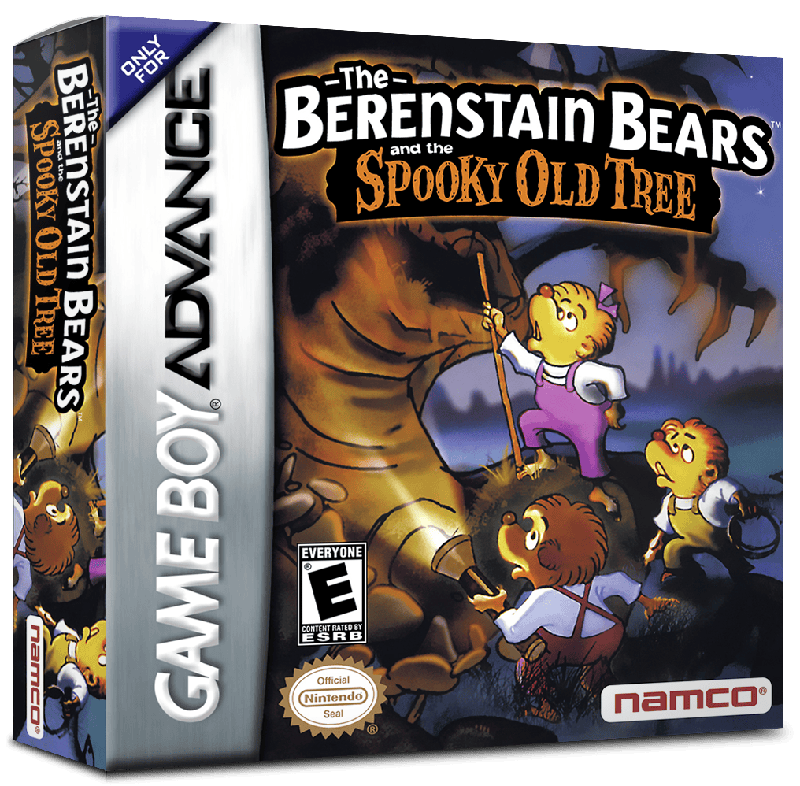 The
BERENSTAIN BEARS
and the
SPOOKY OLD TREE
namco®
ONLY
FOR
GAME BOY® ADVANCE
The
BERENSTAIN BEARS™
and the
SPOOKY OLD TREE
EVERYONE
E
®
CONTENT RATED BY
ESRB
Official
Nintendo
Seal
®
namco®